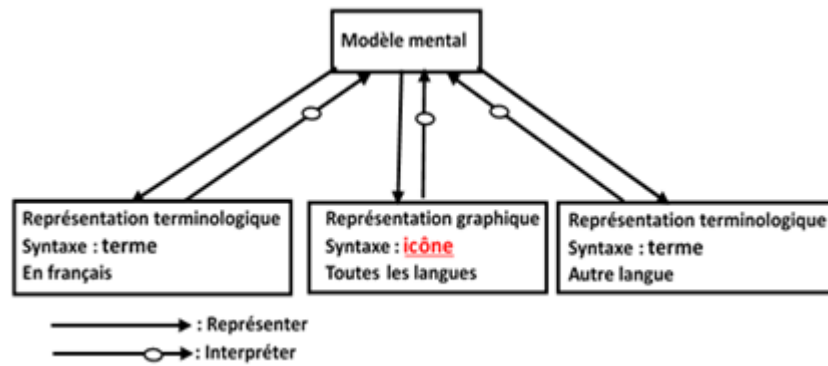 Modèle mental
Représentation terminologique
Syntaxe : terme
En français
Représentation graphique
Syntaxe : icône
Toutes les langues
Représentation terminologique
Syntaxe : terme
Autre langue
: Représenter
: Interpréter